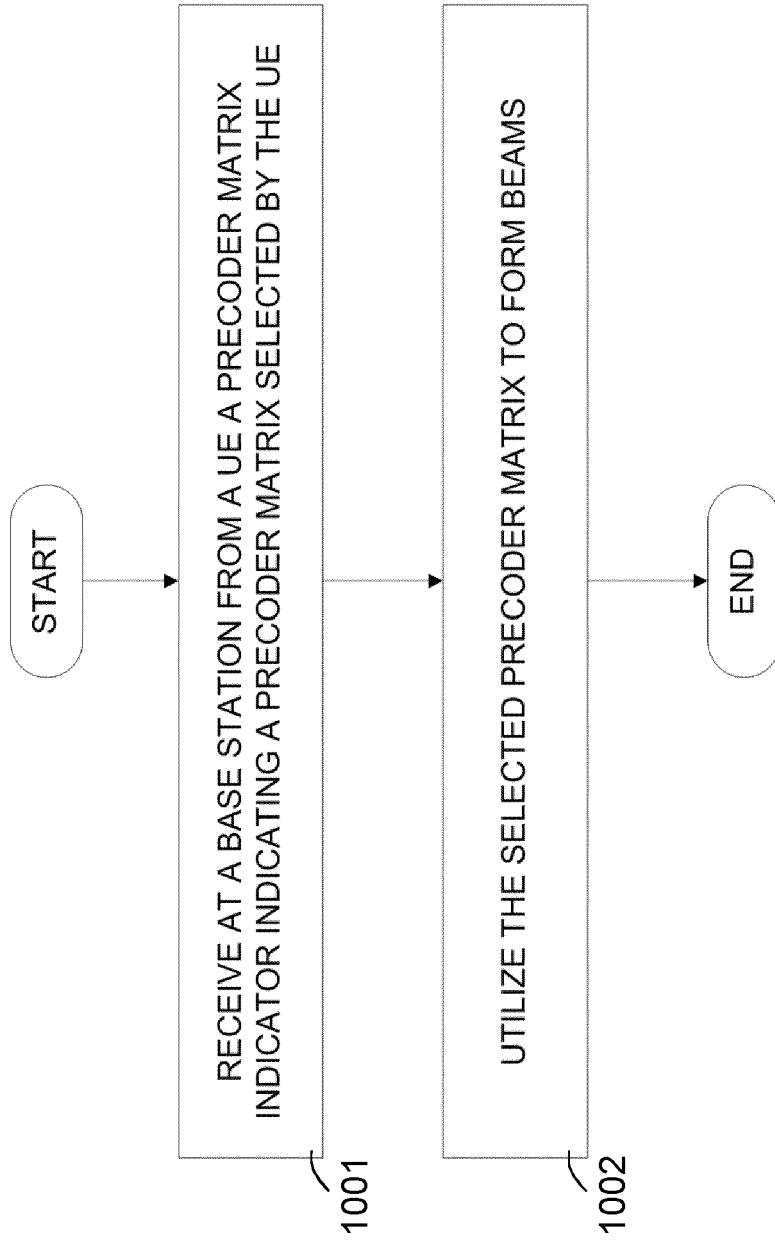 START
RECEIVE AT A BASE STATION FROM A UE A PRECODER MATRIX
INDICATOR INDICATING A PRECODER MATRIX SELECTED BY THE UE
1001
UTILIZE THE SELECTED PRECODER MATRIX TO FORM BEAMS
1002
END